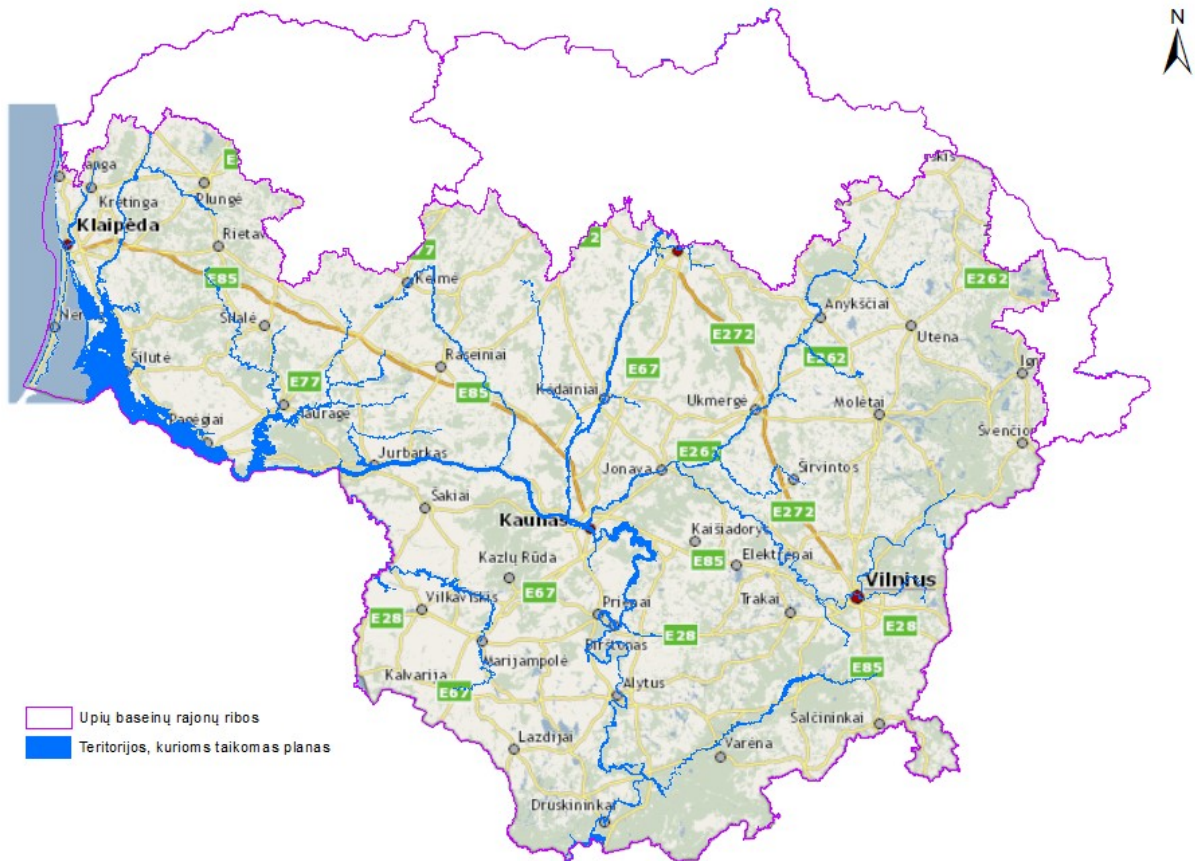 N
Kretinga
Plungė
Klaipėda
E85
Kelmė
E262
Šilalė
E272
Anykščiai
Utena
E262
Šilutė
Raseiniai
E67
E77
E85
Kėdainiai
Ukmergė
Molėtai
Tauragė
Pagėgiai
Švenčion
Jurbarkas
Jonava
Širvintos
Šakiai
E272
Kaunas
Kaišiadorys
E85
Elektrėnai
Kazlų Rūda
Vilnius
E67
Vilkaviškis
Prienai
Trakai
E28
E28
E28
Birštonas
Marijampolė
E85
Kalvarija
E67
Alytus
Upių baseinų rajonų ribos
Šalčininkai
Teritorijos, kurioms taikomas planas
Lazdijai
Varėna
Druskininkai